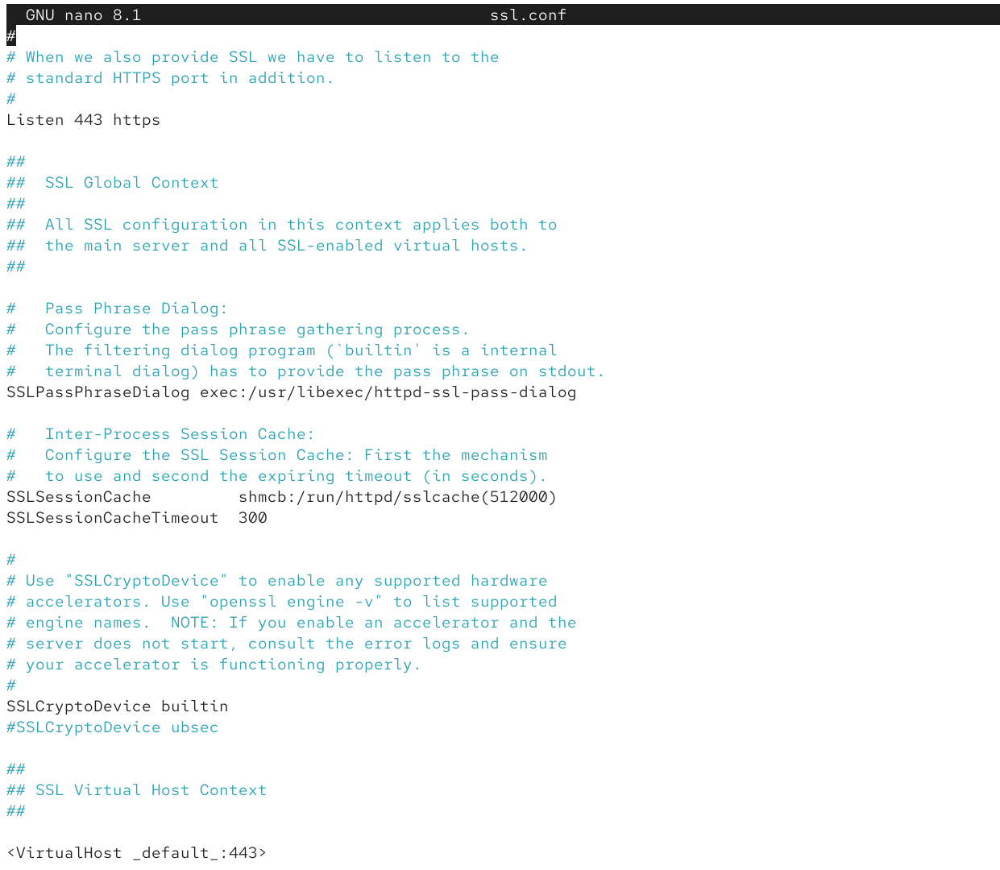 GNU nano 8.1 ssl.conf
#
# When we also provide SSL we have to listen to the
# standard HTTPS port in addition.
#
Listen 443 https

##
##  SSL Global Context
##
##  All SSL configuration in this context applies both to
##  the main server and all SSL-enabled virtual hosts.
##

#   Pass Phrase Dialog:
#   Configure the pass phrase gathering process.
#   The filtering dialog program (`builtin' is a internal
#   terminal dialog) has to provide the pass phrase on stdout.
SSLPassPhraseDialog exec:/usr/libexec/httpd-ssl-pass-dialog

#   Inter-Process Session Cache:
#   Configure the SSL Session Cache: First the mechanism
#   to use and second the expiring timeout (in seconds).
SSLSessionCache         shmcb:/run/httpd/sslcache(512000)
SSLSessionCacheTimeout  300

#
# Use "SSLCryptoDevice" to enable any supported hardware
# accelerators. Use "openssl engine -v" to list supported
# engine names.  NOTE: If you enable an accelerator and the
# server does not start, consult the error logs and ensure
# your accelerator is functioning properly.
#
SSLCryptoDevice builtin
#SSLCryptoDevice ubsec

##
## SSL Virtual Host Context
##

<VirtualHost _default_:443>